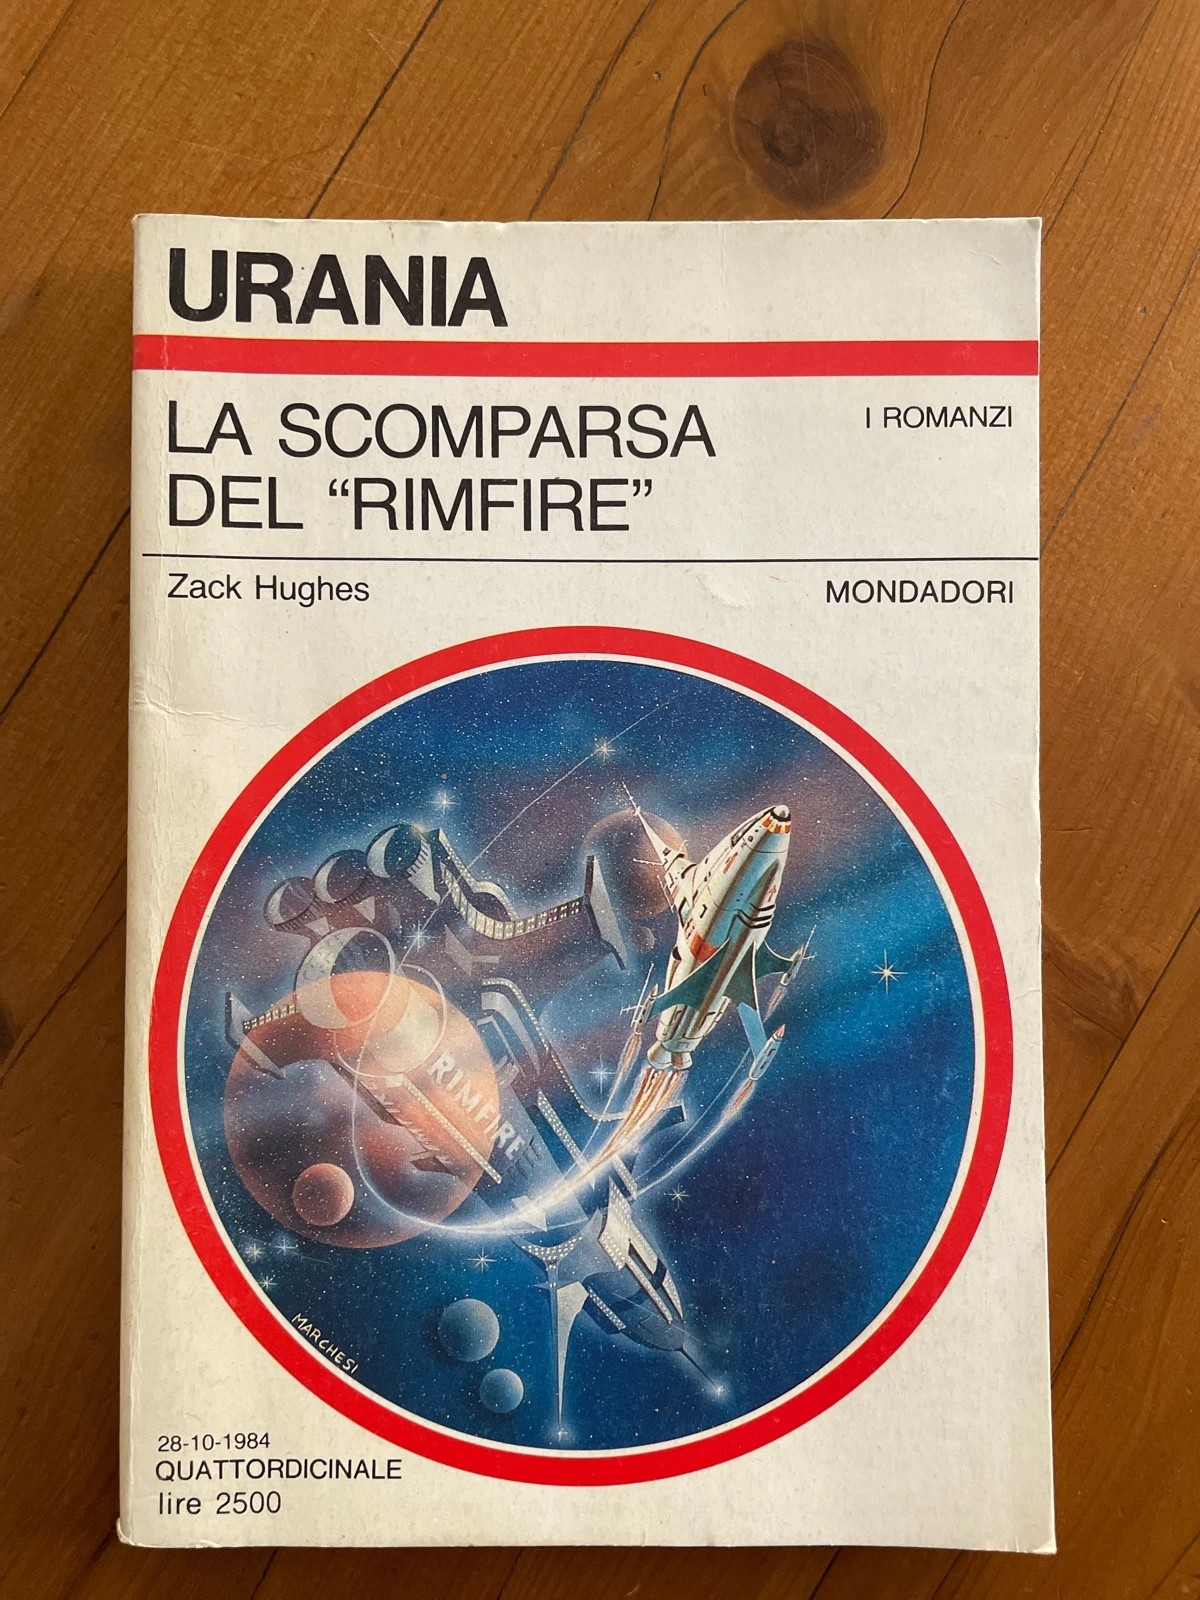 URANIA
LA SCOMPARSA
DEL “RIMFIRE”
I ROMANZI
Zack Hughes
MONDADORI
RIMFIRE
MARCHESI
28-10-1984
QUATTORDICINALE
lire 2500